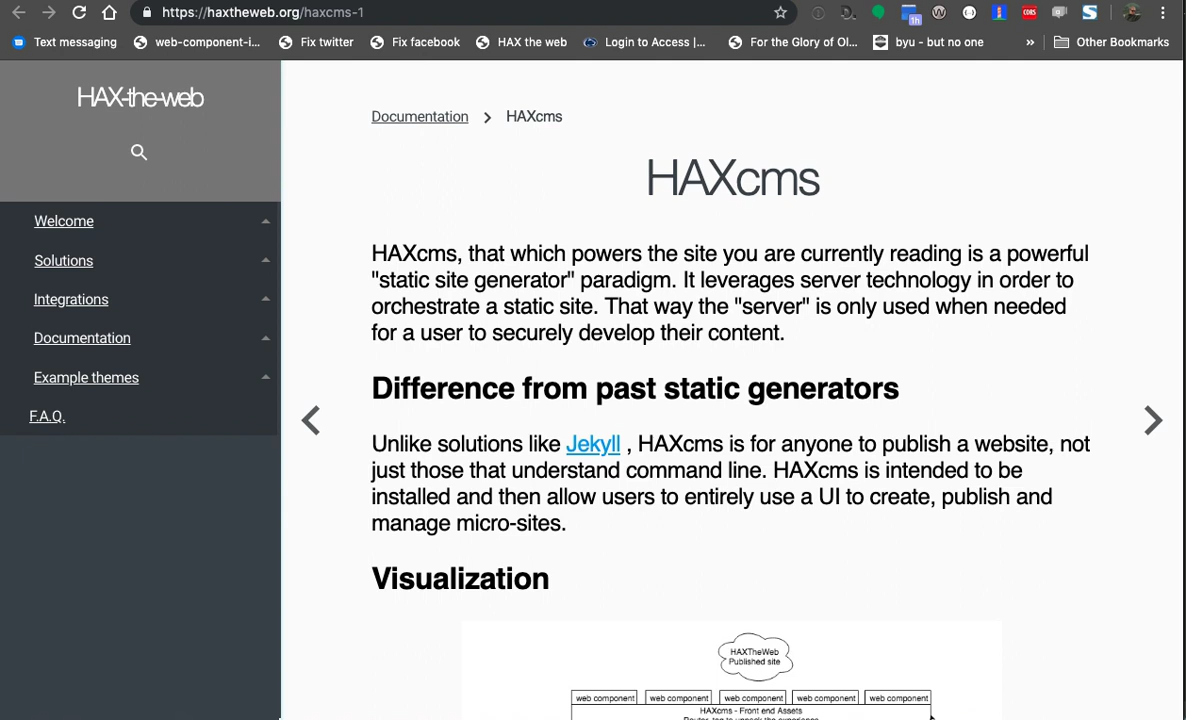 https://haxtheweb.org/haxcms-1
1h
CORS
Text messaging
web-component-i...
Fix twitter
Fix facebook
HAX the web
Login to Access |...
For the Glory of Ol...
byu - but no one
»
Other Bookmarks
HAX-the-web
Welcome
Solutions
Integrations
Documentation
Example themes
F.A.Q.
Documentation > HAXcms
HAXcms
HAXcms, that which powers the site you are currently reading is a powerful
"static site generator" paradigm. It leverages server technology in order to
orchestrate a static site. That way the "server" is only used when needed
for a user to securely develop their content.
Difference from past static generators
Unlike solutions like Jekyll , HAXcms is for anyone to publish a website, not
just those that understand command line. HAXcms is intended to be
installed and then allow users to entirely use a UI to create, publish and
manage micro-sites.
Visualization
HAXTheWeb
Published site
web component web component web component web component web component
HAXcms - Front end Assets